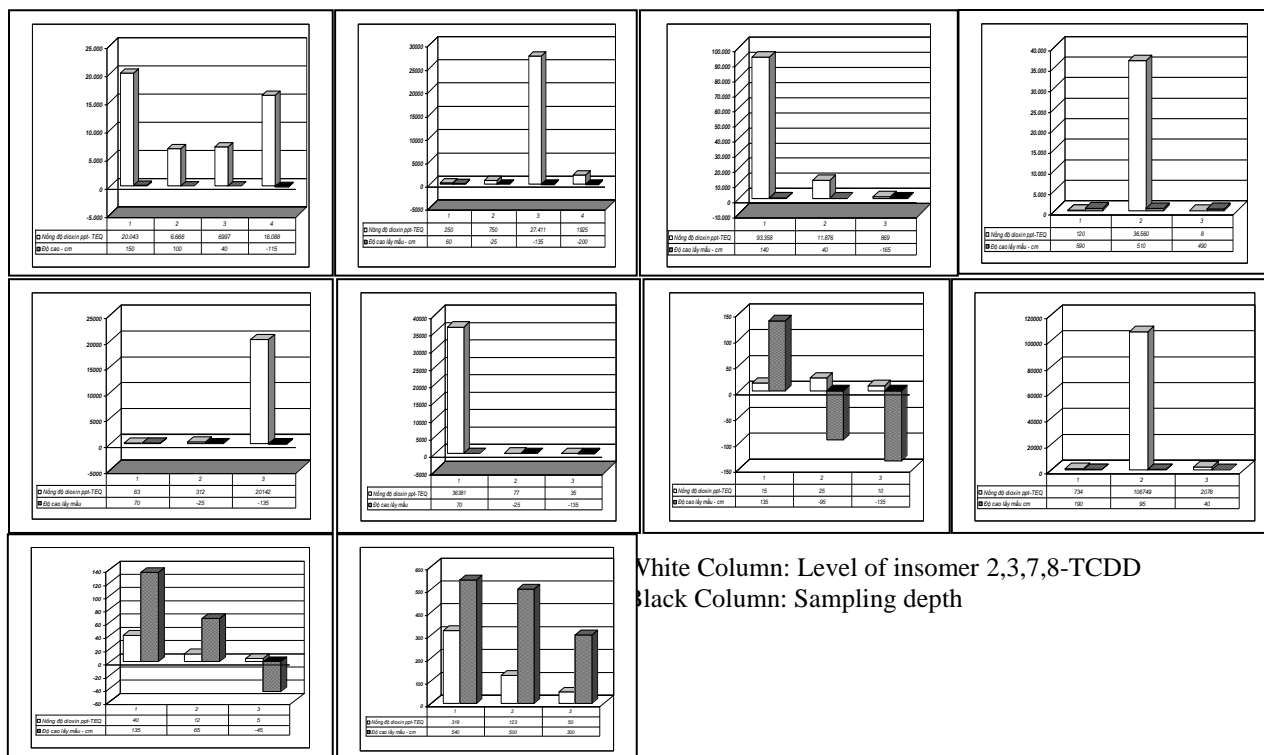 25.000
20.000
15.000
10.000
5.000
0
-5.000
1 2 3 4
Nồng độ dioxin ppt- TEQ 20.043 6.666 6997 16.088
Độ cao - cm 150 100 40 -115
30000
25000
20000
15000
10000
5000
0
-5000
1 2 3 4
Nồng độ dioxin ppt-TEQ 250 750 27.411 1925
Độ cao lấy mẫu - cm 60 -25 -135 -200
100.000
90.000
80.000
70.000
60.000
50.000
40.000
30.000
20.000
10.000
0
-10.000
1 2 3
Nồng độ dioxin ppt-TEQ 93.358 11.876 869
Độ cao lấy mẫu - cm 140 40 -165
40.000
35.000
30.000
25.000
20.000
15.000
10.000
5.000
0
1 2 3
Nồng độ dioxin ppt-TEQ 120 36.560 8
Độ cao lấy mẫu - cm 590 510 490
25000
20000
15000
10000
5000
0
-5000
1 2 3
Nồng độ dioxin ppt-TEQ 63 312 20142
Độ cao lấy mẫu 70 -25 -135
40000
35000
30000
25000
20000
15000
10000
5000
0
-5000
1 2 3
Nồng độ dioxin ppt-TEQ 36381 77 35
Độ cao lấy mẫu 70 -25 -135
150
100
50
0
-50
-100
-150
1 2 3
Nồng độ dioxin ppt-TEQ 15 25 10
Độ cao lấy mẫu - cm 135 -95 -135
120000
100000
80000
60000
40000
20000
0
1 2 3
Nồng độ dioxin ppt-TEQ 734 106749 2078
Độ cao lấy mẫu cm 190 95 40
140
120
100
80
60
40
20
0
-20
-40
-60
1 2 3
Nồng độ dioxin ppt-TEQ 40 12 5
Độ cao lấy mẫu - cm 135 65 -45
600
500
400
300
200
100
0
1 2 3
Nồng độ dioxin ppt-TEQ 319 123 50
Độ cao lấy mẫu - cm 540 500 300
White Column: Level of insomer 2,3,7,8-TCDD
Black Column: Sampling depth